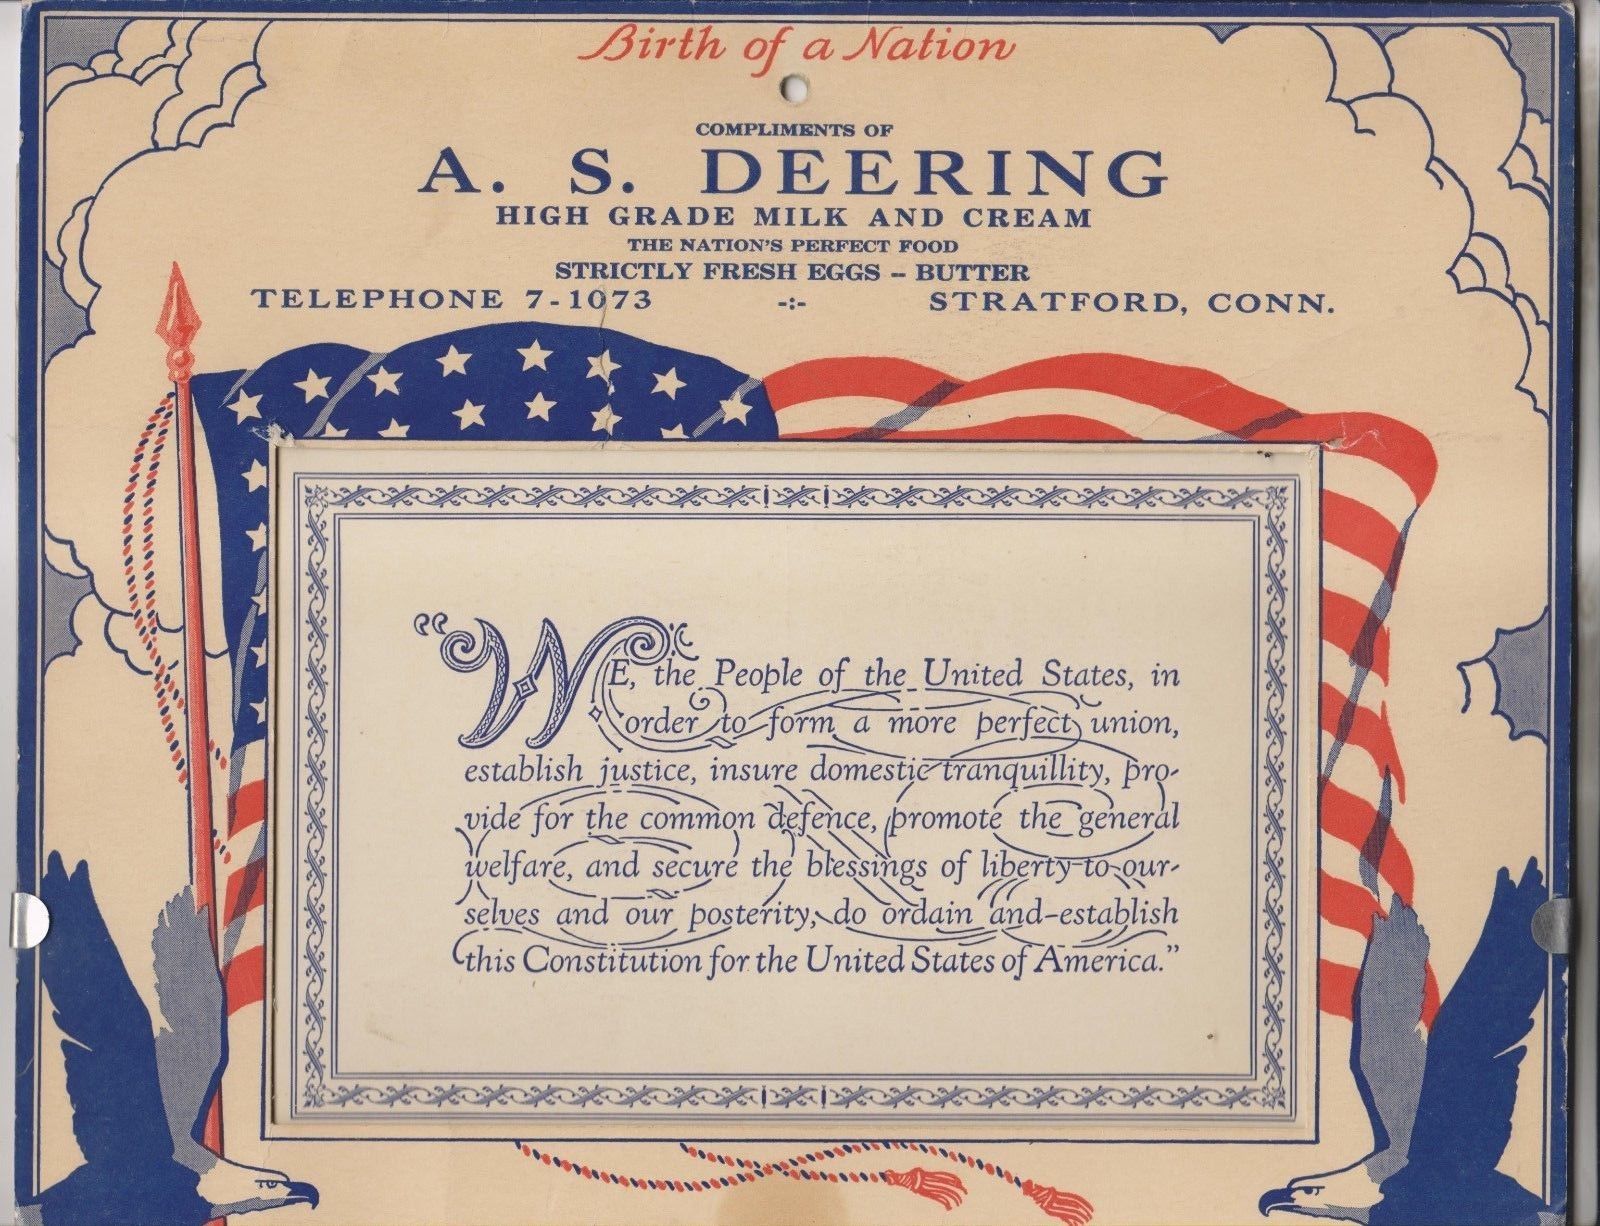 Birth of a Nation
COMPLIMENTS OF
A. S. DEERING
HIGH GRADE MILK AND CREAM
THE NATION'S PERFECT FOOD
STRICTLY FRESH EGGS -- BUTTER
TELEPHONE 7-1073 -:- STRATFORD, CONN.
"WE, the People of the United States, in
order to form a more perfect union,
establish justice, insure domestic tranquillity, pro-
vide for the common defence, promote the general
welfare, and secure the blessings of liberty to our-
selves and our posterity, do ordain and establish
this Constitution for the United States of America."